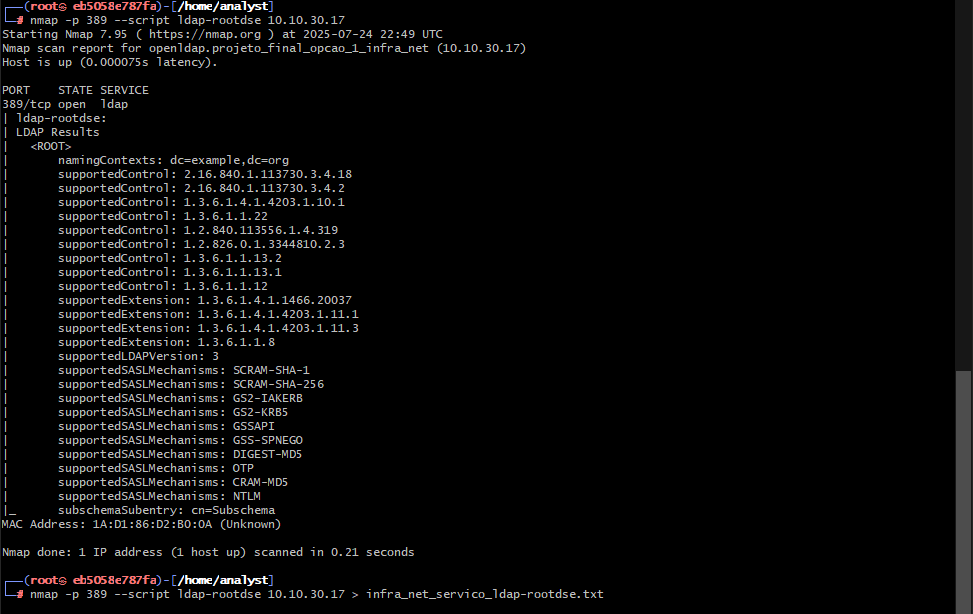 ┌──(root㉿ eb5058e787fa)-[/home/analyst]
└─# nmap -p 389 --script ldap-rootdse 10.10.30.17
Starting Nmap 7.95 ( https://nmap.org ) at 2025-07-24 22:49 UTC
Nmap scan report for openldap.projeto_final_opcao_1_infra_net (10.10.30.17)
Host is up (0.000075s latency).

PORT    STATE SERVICE
389/tcp open  ldap
| ldap-rootdse:
| LDAP Results
|   <ROOT>
|       namingContexts: dc=example,dc=org
|       supportedControl: 2.16.840.1.113730.3.4.18
|       supportedControl: 2.16.840.1.113730.3.4.2
|       supportedControl: 1.3.6.1.4.1.4203.1.10.1
|       supportedControl: 1.3.6.1.1.22
|       supportedControl: 1.2.840.113556.1.4.319
|       supportedControl: 1.2.826.0.1.3344810.2.3
|       supportedControl: 1.3.6.1.1.13.2
|       supportedControl: 1.3.6.1.1.13.1
|       supportedControl: 1.3.6.1.1.12
|       supportedExtension: 1.3.6.1.4.1.1466.20037
|       supportedExtension: 1.3.6.1.4.1.4203.1.11.1
|       supportedExtension: 1.3.6.1.4.1.4203.1.11.3
|       supportedExtension: 1.3.6.1.1.8
|       supportedLDAPVersion: 3
|       supportedSASLMechanisms: SCRAM-SHA-1
|       supportedSASLMechanisms: SCRAM-SHA-256
|       supportedSASLMechanisms: GS2-IAKERB
|       supportedSASLMechanisms: GS2-KRB5
|       supportedSASLMechanisms: GSSAPI
|       supportedSASLMechanisms: GSS-SPNEGO
|       supportedSASLMechanisms: DIGEST-MD5
|       supportedSASLMechanisms: OTP
|       supportedSASLMechanisms: CRAM-MD5
|       supportedSASLMechanisms: NTLM
|_      subschemaSubentry: cn=Subschema
MAC Address: 1A:D1:86:D2:B0:0A (Unknown)

Nmap done: 1 IP address (1 host up) scanned in 0.21 seconds

┌──(root㉿ eb5058e787fa)-[/home/analyst]
└─# nmap -p 389 --script ldap-rootdse 10.10.30.17 > infra_net_servico_ldap-rootdse.txt